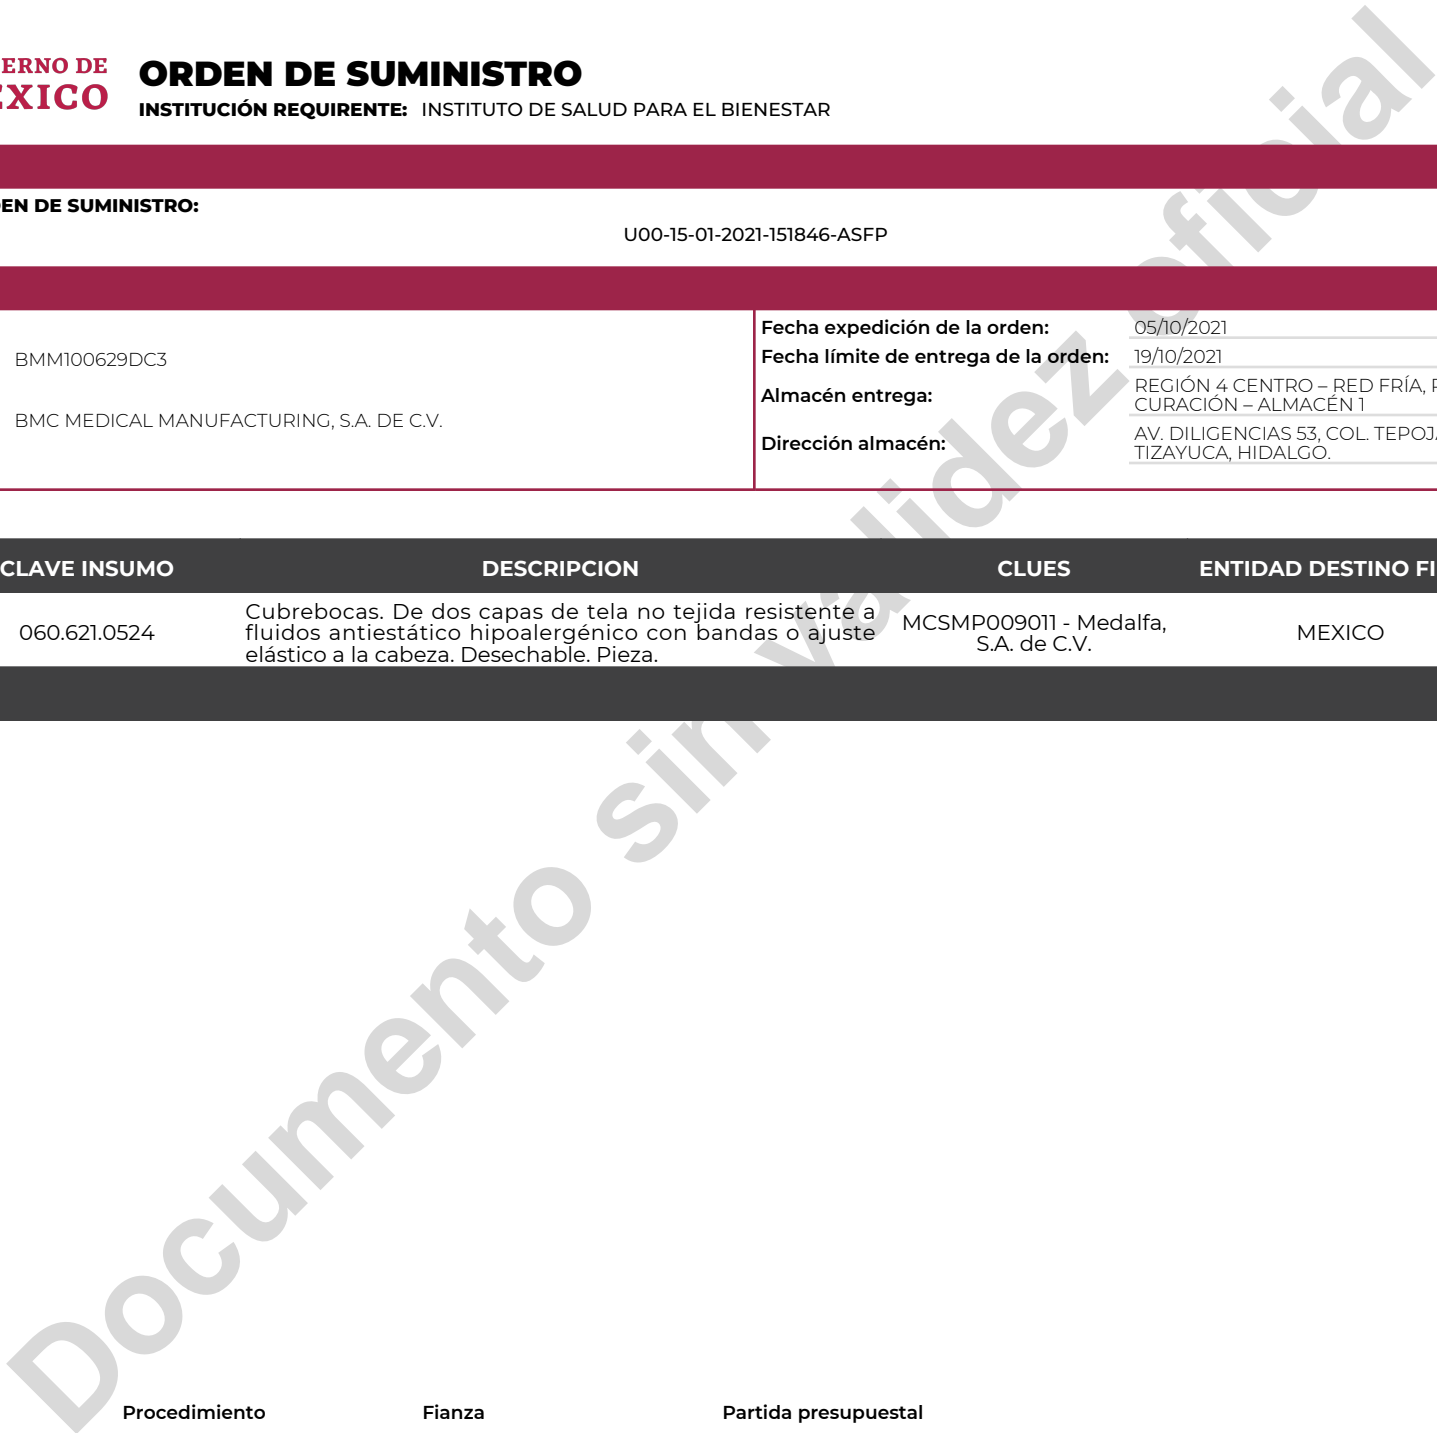 ERNO DE
ORDEN DE SUMINISTRO
EXICO
INSTITUCIÓN REQUIRENTE: INSTITUTO DE SALUD PARA EL BIENESTAR
EN DE SUMINISTRO:
U00-15-01-2021-151846-ASFP
BMM100629DC3
BMC MEDICAL MANUFACTURING, S.A. DE C.V.
Fecha expedición de la orden: 05/10/2021
Fecha límite de entrega de la orden: 19/10/2021
Almacén entrega: REGIÓN 4 CENTRO – RED FRÍA,
CURACIÓN – ALMACÉN 1
Dirección almacén: AV. DILIGENCIAS 53, COL. TEPOJA
TIZAYUCA, HIDALGO.
CLAVE INSUMO DESCRIPCION CLUES ENTIDAD DESTINO FI
060.621.0524
Cubrebocas. De dos capas de tela no tejida resistente a
fluidos antiestático hipoalergénico con bandas o ajuste
elástico a la cabeza. Desechable. Pieza.
MCSMP009011 - Medalfa,
S.A. de C.V.
MEXICO
Procedimiento Fianza Partida presupuestal
Documento sin validez oficial